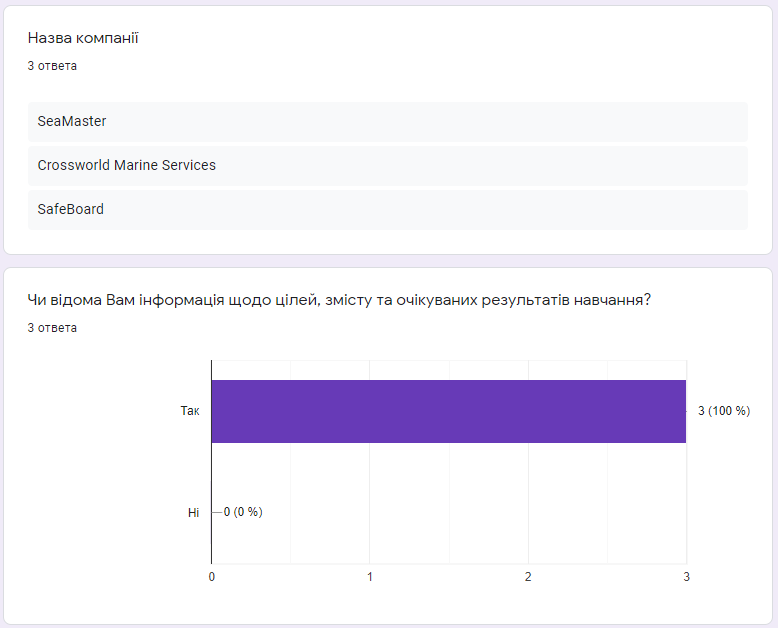 Назва компанії
3 ответа
SeaMaster
Crossworld Marine Services
SafeBoard
Чи відома Вам інформація щодо цілей, змісту та очікуваних результатів навчання?
3 ответа
Так
3 (100 %)
Ні
0 (0 %)
0
1
2
3